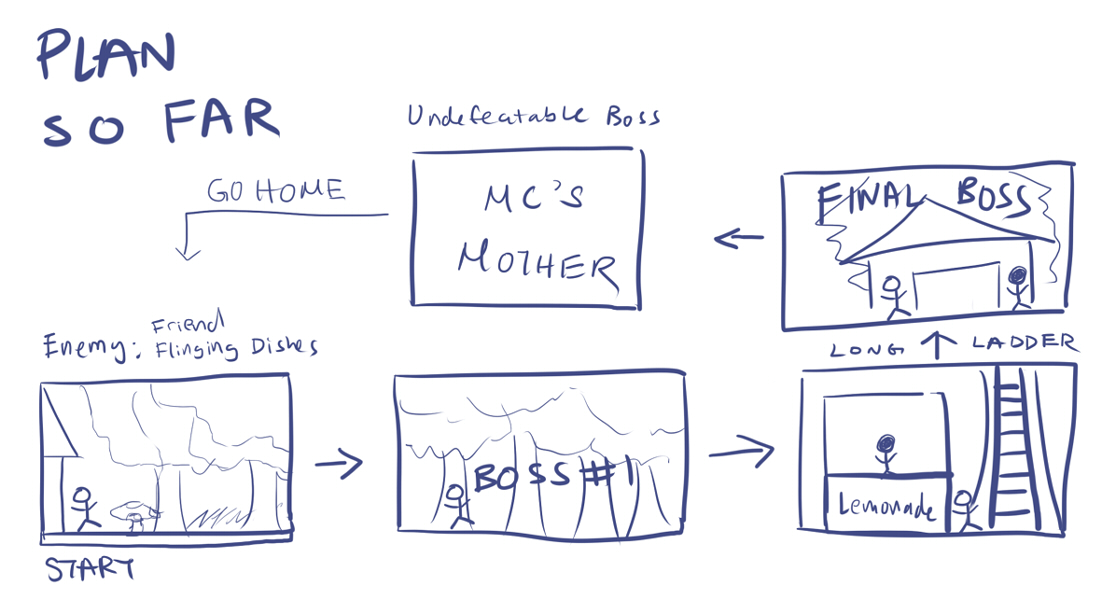 PLAN
SO FAR
Undefeatable Boss
MC'S
MOTHER
GO HOME
FINAL BOSS
LONG LADDER
Enemy: Friend
Flinging Dishes
START
BOSS #1
Lemonade